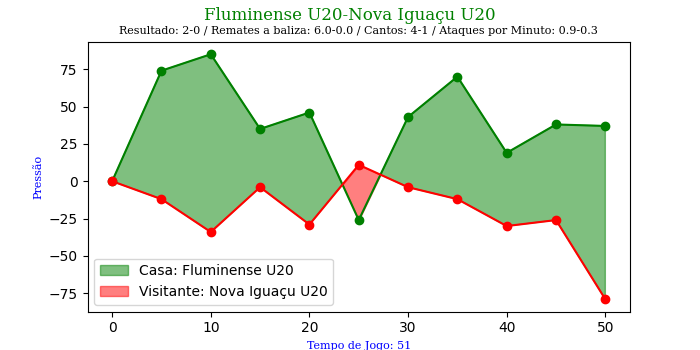 Fluminense U20-Nova Iguaçu U20
Resultado: 2-0 / Remates a baliza: 6.0-0.0 / Cantos: 4-1 / Ataques por Minuto: 0.9-0.3
Pressão
75
50
25
0
−25
−50
−75
Casa: Fluminense U20
Visitante: Nova Iguaçu U20
0 10 20 30 40 50
Tempo de Jogo: 51